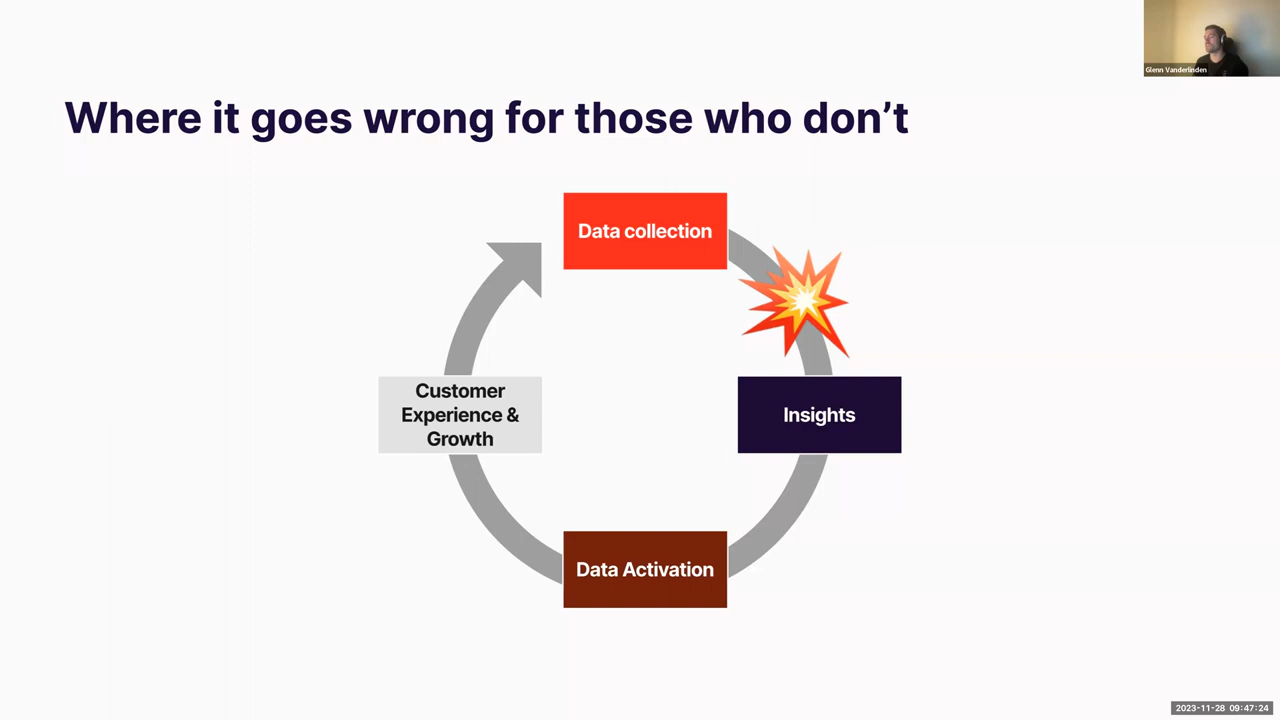 Glenn Vanderlinden
Where it goes wrong for those who don’t
Data collection
Customer
Experience &
Growth
Insights
Data Activation
2023-11-28 09:47:24